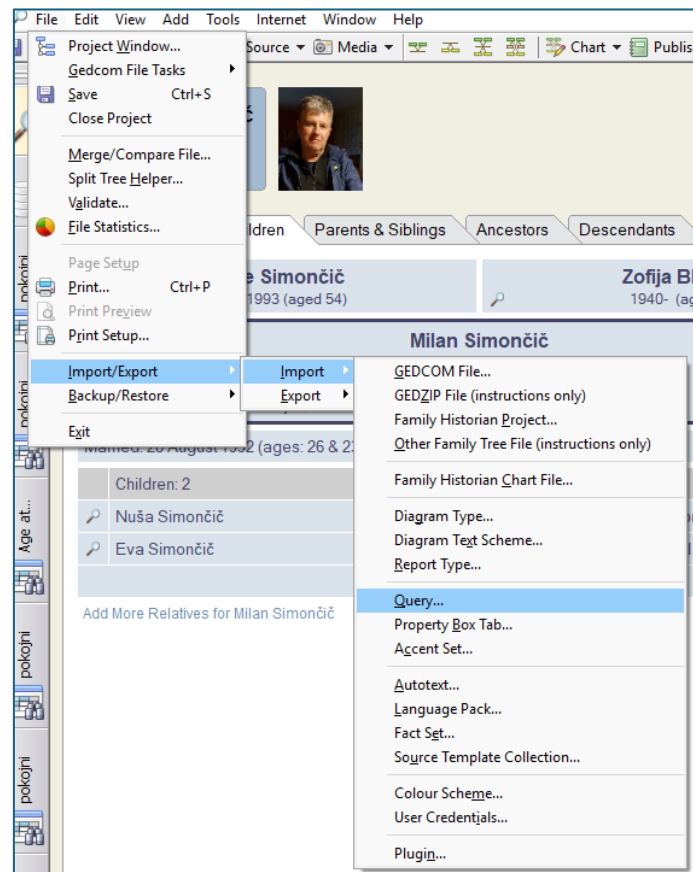 File Edit View Add Tools Internet Window Help
Source Media Chart Publis
Project Window...
Gedcom File Tasks
Save Ctrl+S
Close Project
Merge/Compare File...
Split Tree Helper...
Validate...
File Statistics...
Page Setup
Print... Ctrl+P
Print Preview
Print Setup...
Import/Export
Backup/Restore
Exit
Import
Export
GEDCOM File...
GEDZIP File (instructions only)
Family Historian Project...
Other Family Tree File (instructions only)
Family Historian Chart File...
Diagram Type...
Diagram Text Scheme...
Report Type...
Query...
Property Box Tab...
Accent Set...
Autotext...
Language Pack...
Fact Set...
Source Template Collection...
Colour Scheme...
User Credentials...
Plugin...
ldren Parents & Siblings Ancestors Descendants
e Simončič Zofija Bl
1993 (aged 54) 1940- (ag
Milan Simončič
(ages: 26 & 23
Children: 2
Nuša Simončič
Eva Simončič
Add More Relatives for Milan Simončič
pokojni
pokojni
Age at...
pokojni
pokojni